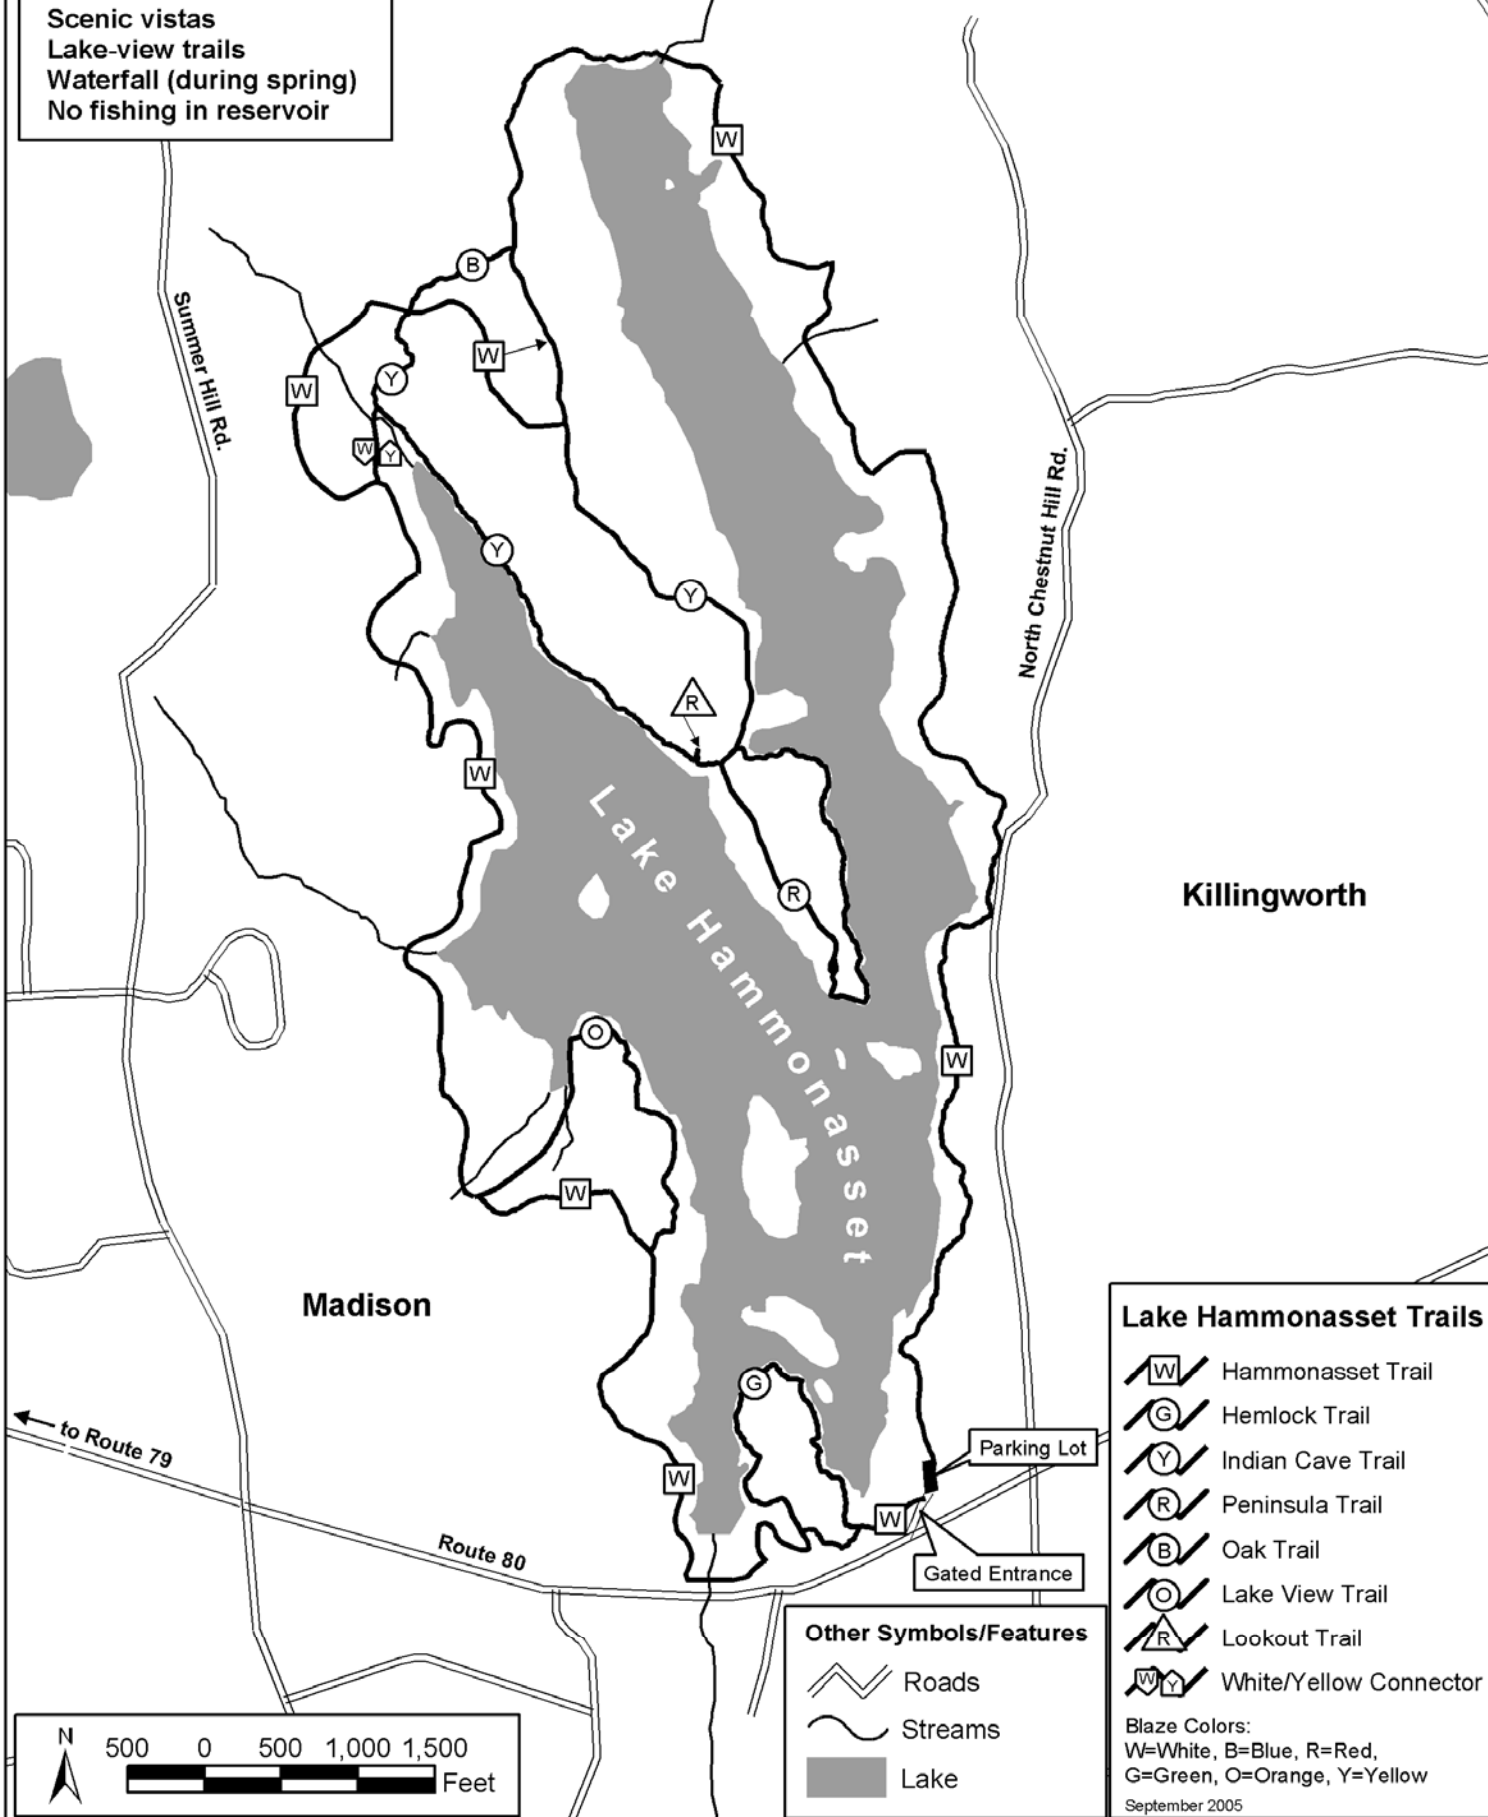 Scenic vistas
Lake-view trails
Waterfall (during spring)
No fishing in reservoir
W
B
Summer Hill Rd.
W
Y
W
W
Y
North Chestnut Hill Rd.
Y
Y
R
W
Lake Hammonasset
R
Killingworth
O
W
W
Madison
G
to Route 79
W
Parking Lot
W
Route 80
Gated Entrance
Lake Hammonasset Trails
W Hammonasset Trail
G Hemlock Trail
Y Indian Cave Trail
R Peninsula Trail
B Oak Trail
O Lake View Trail
R Lookout Trail
W Y White/Yellow Connector
Blaze Colors:
W=White, B=Blue, R=Red,
G=Green, O=Orange, Y=Yellow
September 2005
Other Symbols/Features
Roads
Streams
Lake
N
500 0 500 1,000 1,500
Feet